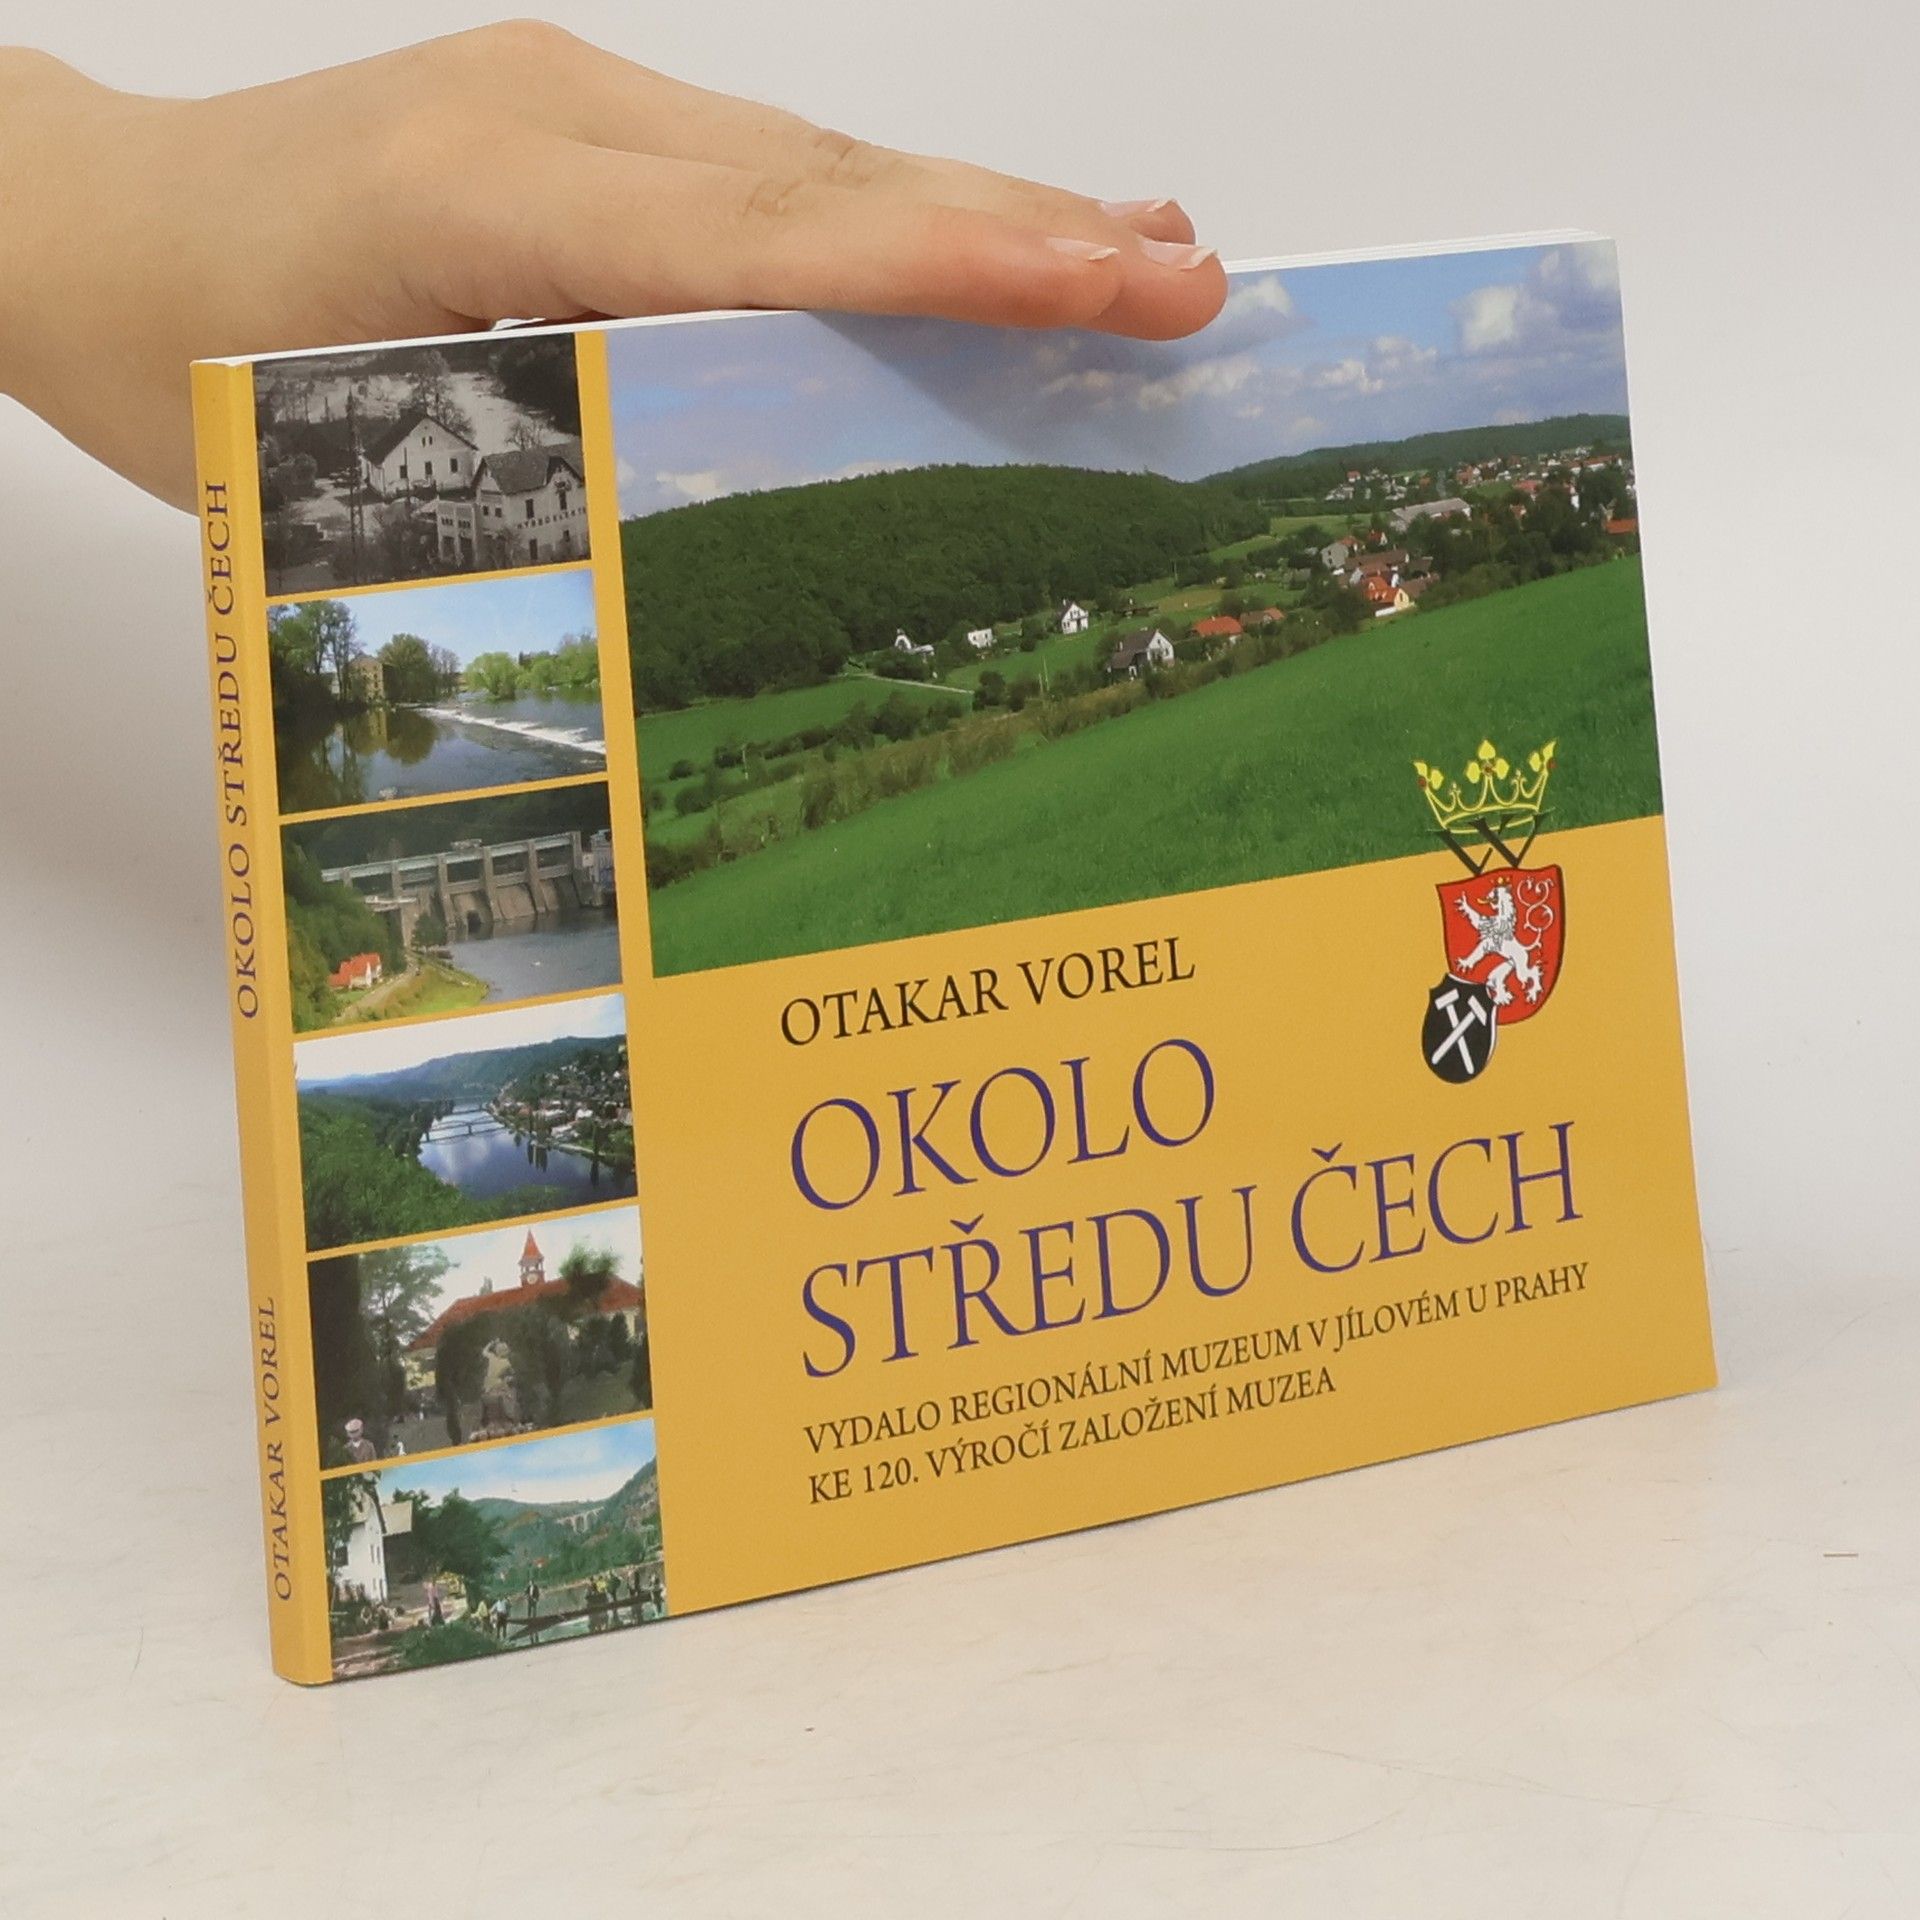 OKOLO STŘEDU ČECH
OTAKAR VOREL
OTAKAR VOREL
OKOLO
STŘEDU ČECH
VYDALO REGIONÁLNÍ MUZEUM V JÍLOVÉM U PRAHY
KE 120. VÝROČÍ ZALOŽENÍ MUZEA